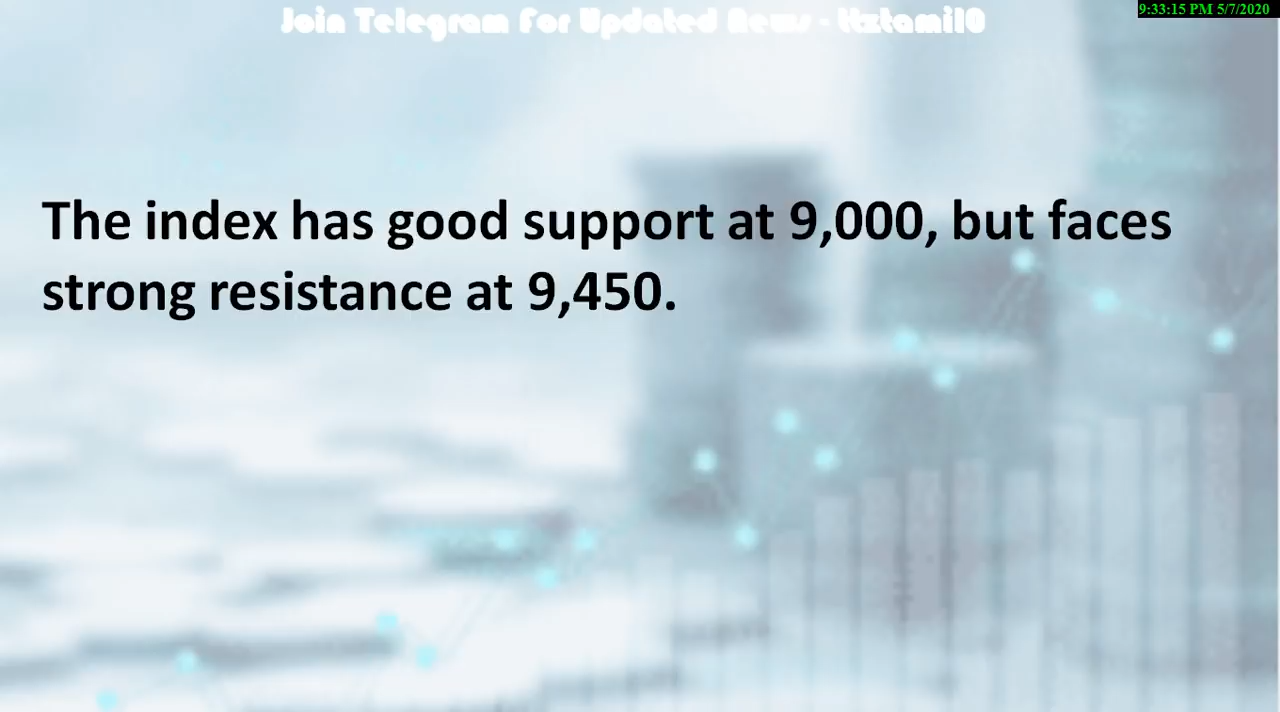 Join Telegram For Updated News - ttztamil0
9:33:15 PM 5/7/2020
The index has good support at 9,000, but faces
strong resistance at 9,450.